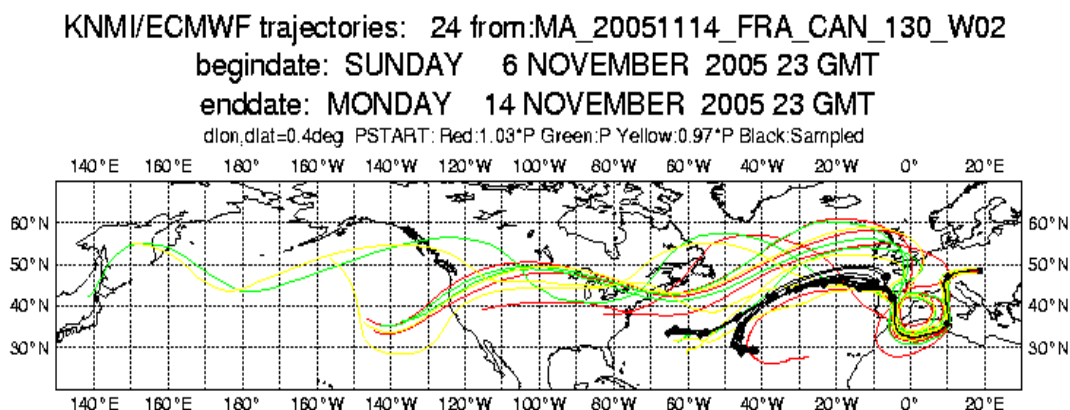 KNMI/ECMWF trajectories: 24 from:MA_20051114_FRA_CAN_130_W02
begindate: SUNDAY 6 NOVEMBER 2005 23 GMT
enddate: MONDAY 14 NOVEMBER 2005 23 GMT
dlon,dlat=0.4deg PSTART: Red:1.03*P Green:P Yellow:0.97*P Black:Sampled
140°E 160°E 180° 160°W 140°W 120°W 100°W 80°W 60°W 40°W 20°W 0° 20°E
60°N 60°N
50°N 50°N
40°N 40°N
30°N 30°N
140°E 160°E 180° 160°W 140°W 120°W 100°W 80°W 60°W 40°W 20°W 0° 20°E